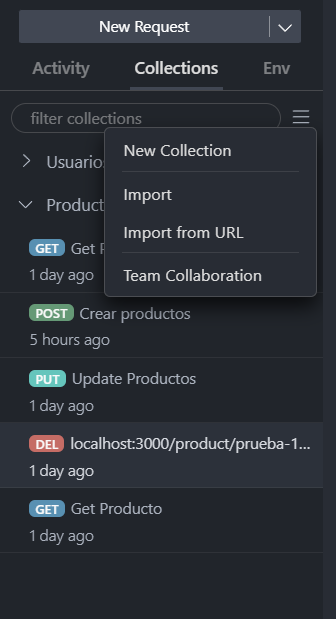 New Request
Activity Collections Env
filter collections
New Collection
Import
Import from URL
Team Collaboration
Usuarios
Product
GET Get P
1 day ago
POST Crear productos
5 hours ago
PUT Update Productos
1 day ago
DEL localhost:3000/product/prueba-1...
1 day ago
GET Get Producto
1 day ago